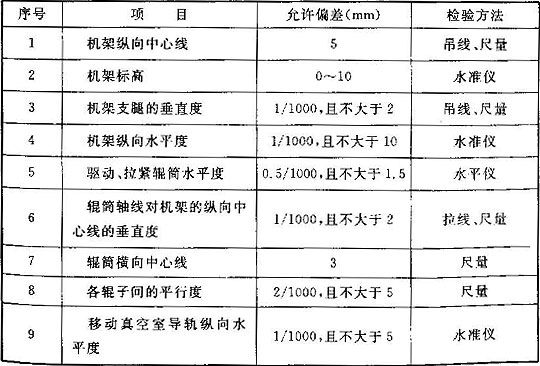 序号 项 目 允许偏差(mm) 检验方法
1 机架纵向中心线 5 吊线、尺量
2 机架标高 0～10 水准仪
3 机架支腿的垂直度 1/1000,且不大于2 吊线、尺量
4 机架纵向水平度 1/1000,且不大于10 水准仪
5 驱动、拉紧辊筒水平度 0.5/1000,且不大于1.5 水平仪
6 辊筒轴线对机架的纵向中
心线的垂直度 1/1000,且不大于2 拉线、尺量
7 辊筒横向中心线 3 尺量
8 各辊子间的平行度 2/1000,且不大于5 尺量
9 移动真空室导轨纵向水
平度 1/1000,且不大于5 水准仪